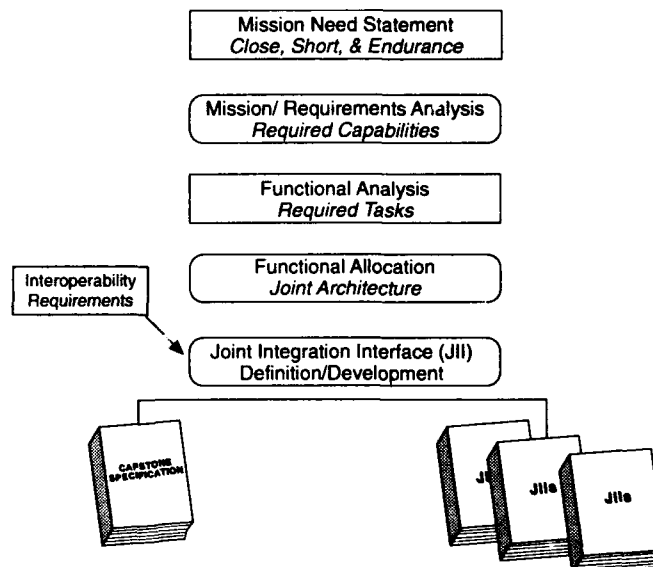 Mission Need Statement
Close, Short, & Endurance
Mission/ Requirements Analysis
Required Capabilities
Functional Analysis
Required Tasks
Functional Allocation
Joint Architecture
Interoperability
Requirements
Joint Integration Interface (JII)
Definition/Development
CAPSTONE
SPECIFICATION
JIIs
JIIs